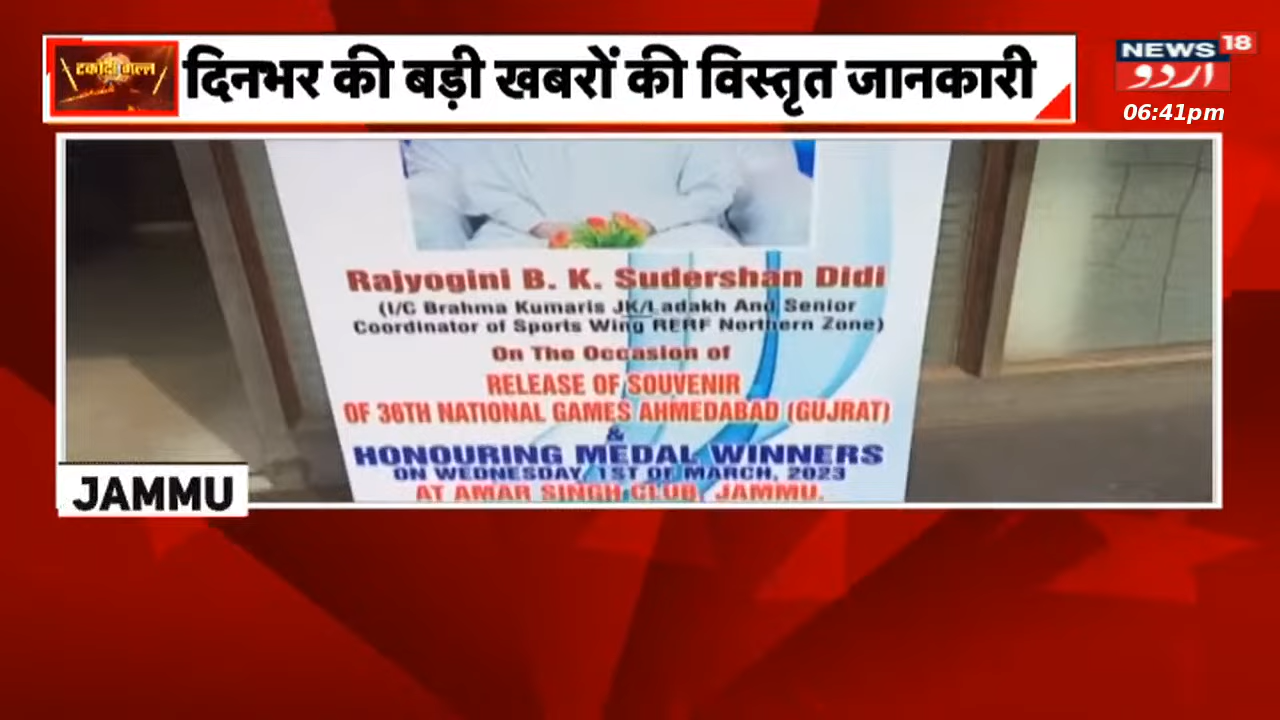 टकोदी गल्ल
दिनभर की बड़ी खबरों की विस्तृत जानकारी
NEWS 18
اردو
06:41pm
Rajyogini B. K. Sudershan Didi
(I/C Brahma Kumaris JK/Ladakh And Senior
Coordinator of Sports Wing RERF Northern Zone)
On The Occasion of
RELEASE OF SOUVENIR
OF 36TH NATIONAL GAMES AHMEDABAD (GUJRAT)
&
HONOURING MEDAL WINNERS
ON WEDNESDAY, 1ST OF MARCH, 2023
AT AMAR SINGH CLUB, JAMMU.
JAMMU